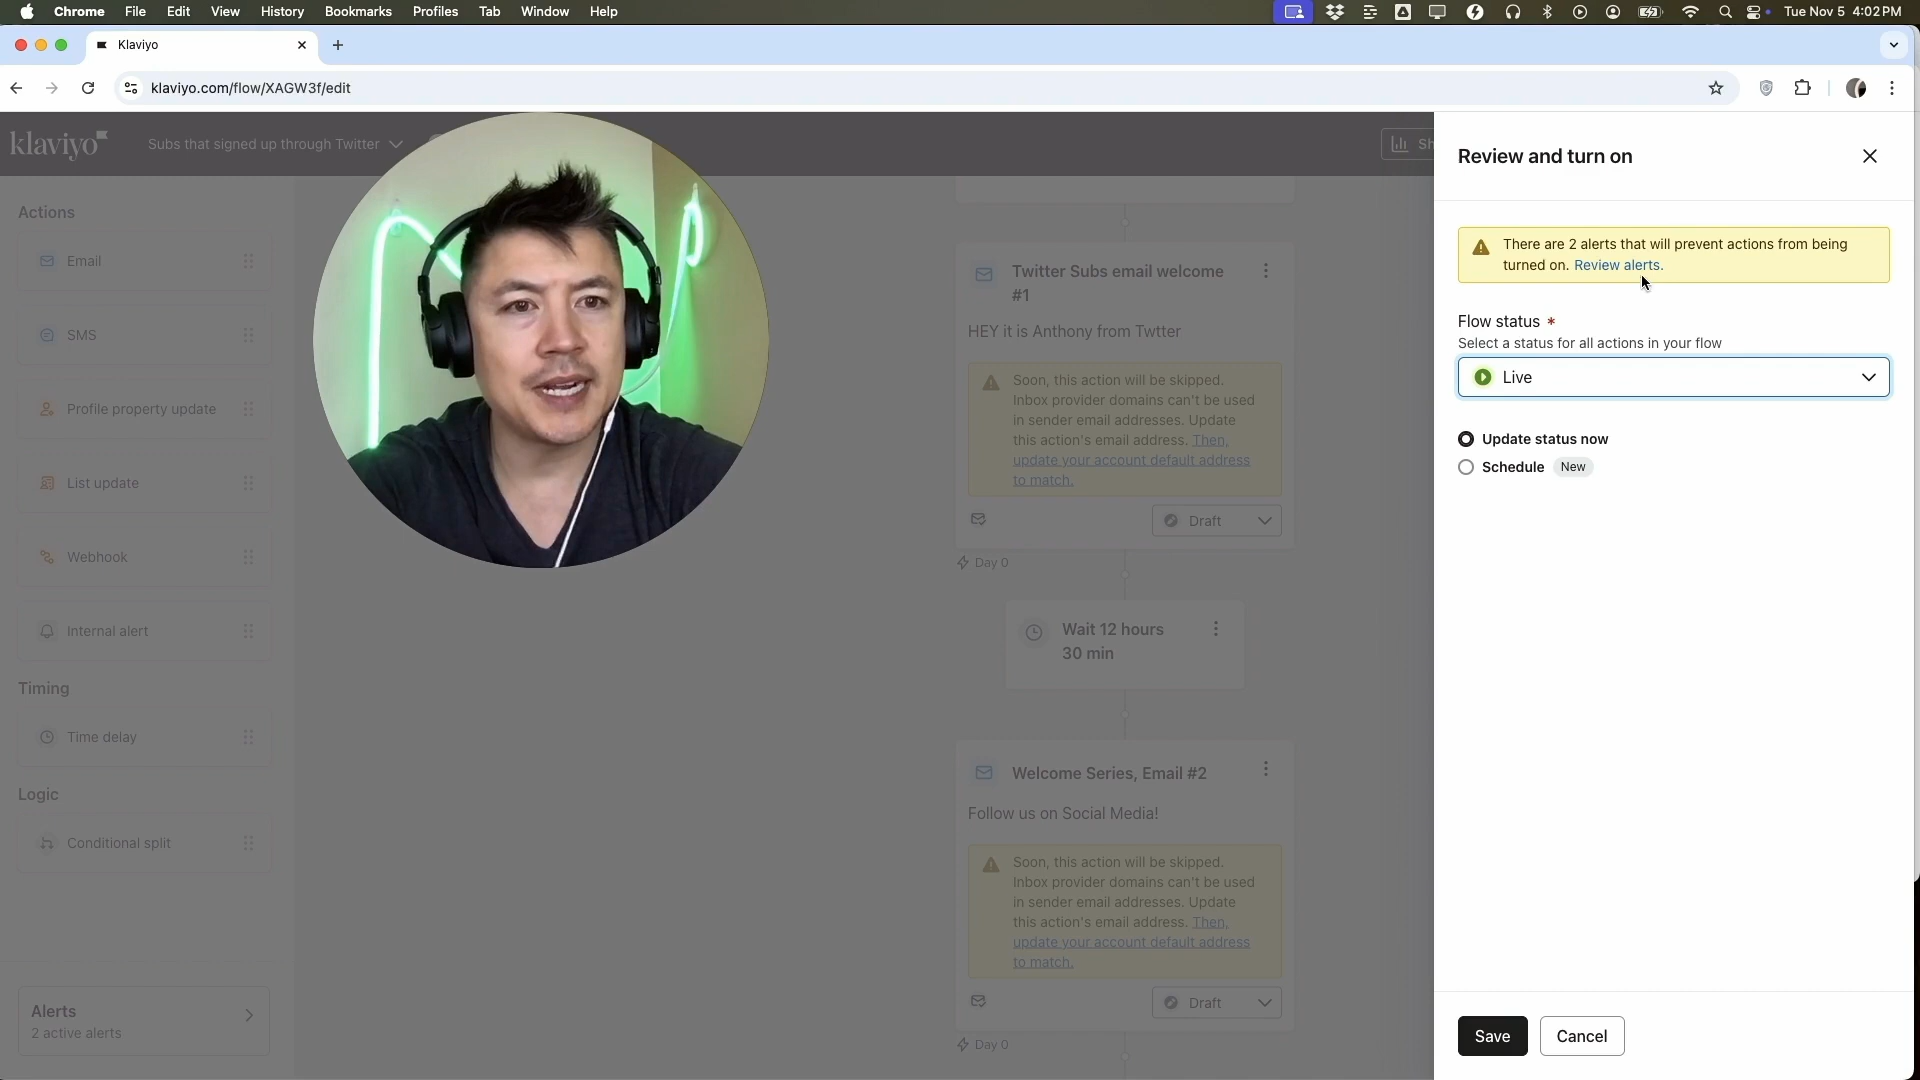 Chrome File Edit View History Bookmarks Profiles Tab Window Help Tue Nov 5 4:02 PM
Klaviyo
klaviyo.com/flow/XAGW3f/edit
klaviyo Subs that signed up through Twitter
Review and turn on
There are 2 alerts that will prevent actions from being
turned on. Review alerts.
Flow status *
Select a status for all actions in your flow
Live
Update status now
Schedule New
Save Cancel
Actions
Email
SMS
Profile property update
List update
Webhook
Internal alert
Timing
Time delay
Logic
Conditional split
Alerts
2 active alerts
Twitter Subs email welcome
#1
HEY it is Anthony from Twtter
Soon, this action will be skipped.
Inbox provider domains can't be used
in sender email addresses. Update
this action's email address. Then,
update your account default address
to match.
Draft
Day 0
Wait 12 hours
30 min
Welcome Series, Email #2
Follow us on Social Media!
Soon, this action will be skipped.
Inbox provider domains can't be used
in sender email addresses. Update
this action's email address. Then,
update your account default address
to match.
Draft
Day 0